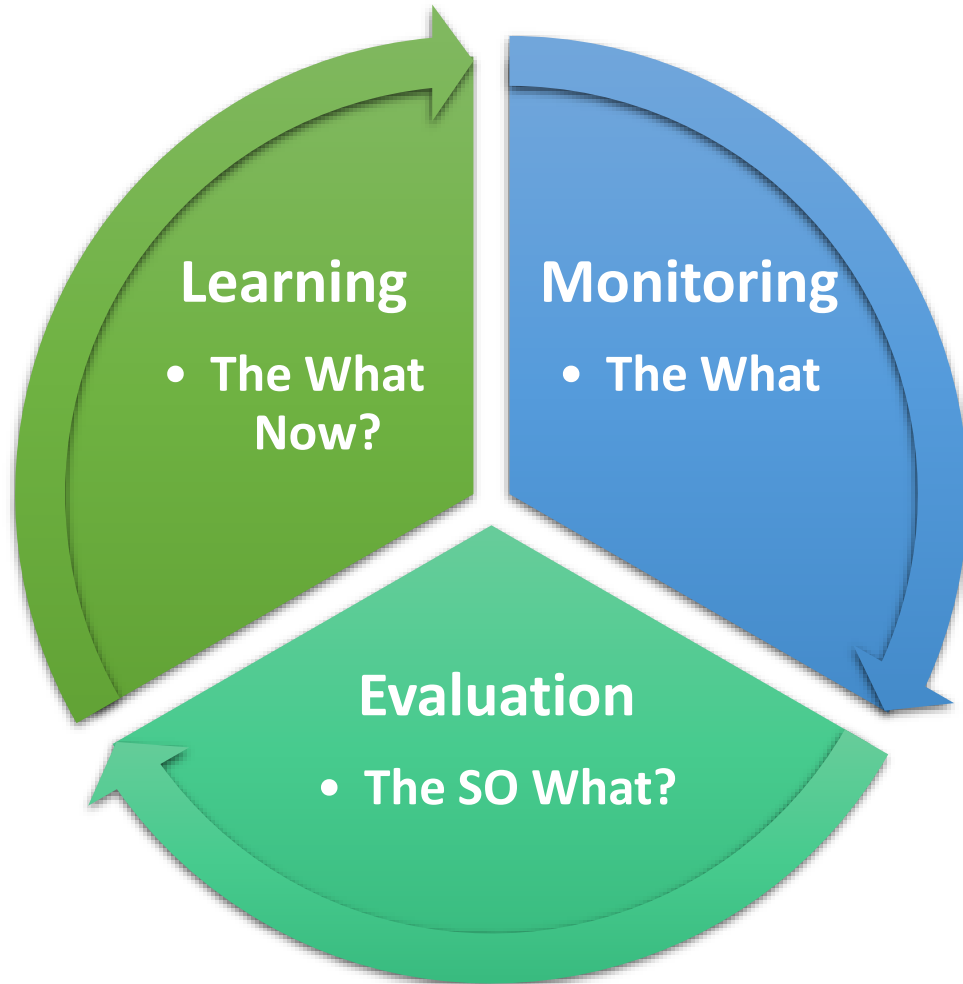 Learning
• The What
Now?
Monitoring
• The What
Evaluation
• The SO What?